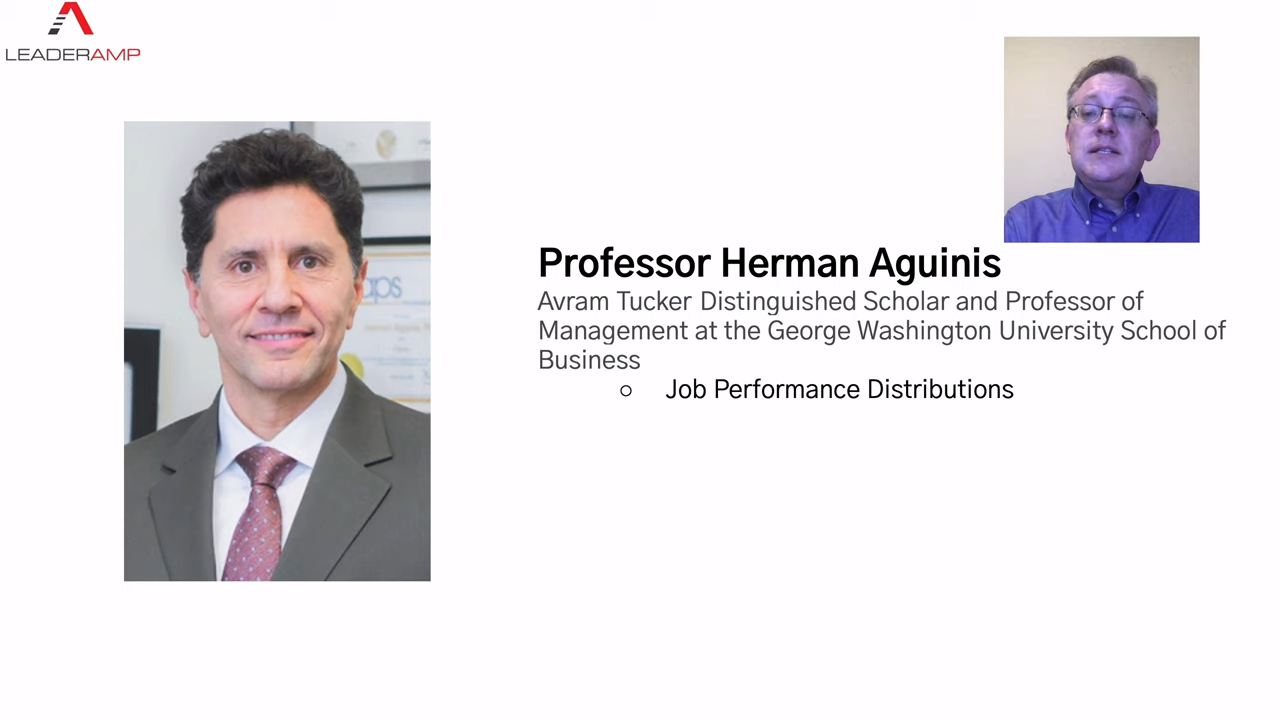 LEADERAMP
aps
Professor Herman Aguinis
Avram Tucker Distinguished Scholar and Professor of
Management at the George Washington University School of
Business
○ Job Performance Distributions